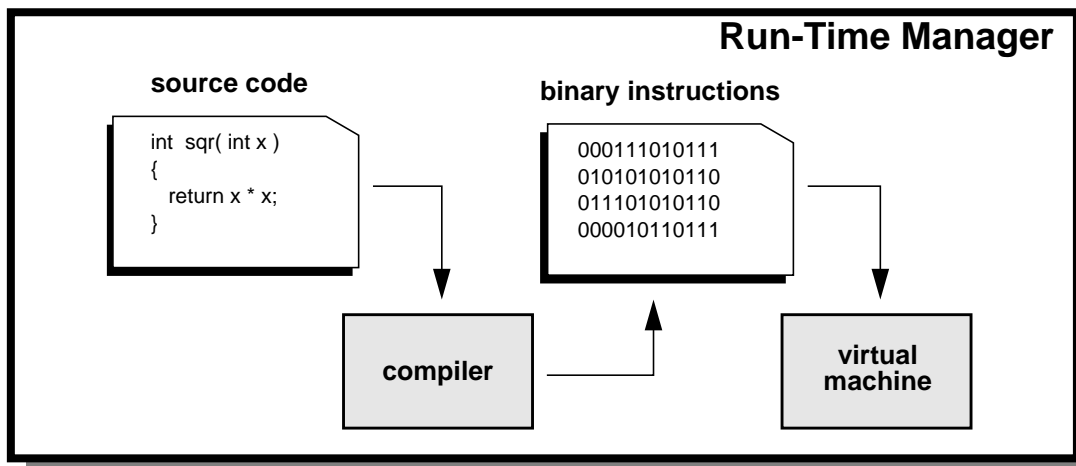 Run-Time Manager
source code
int sqr( int x )
{
return x * x;
}
binary instructions
000111010111
010101010110
011101010110
000010110111
compiler
virtual
machine